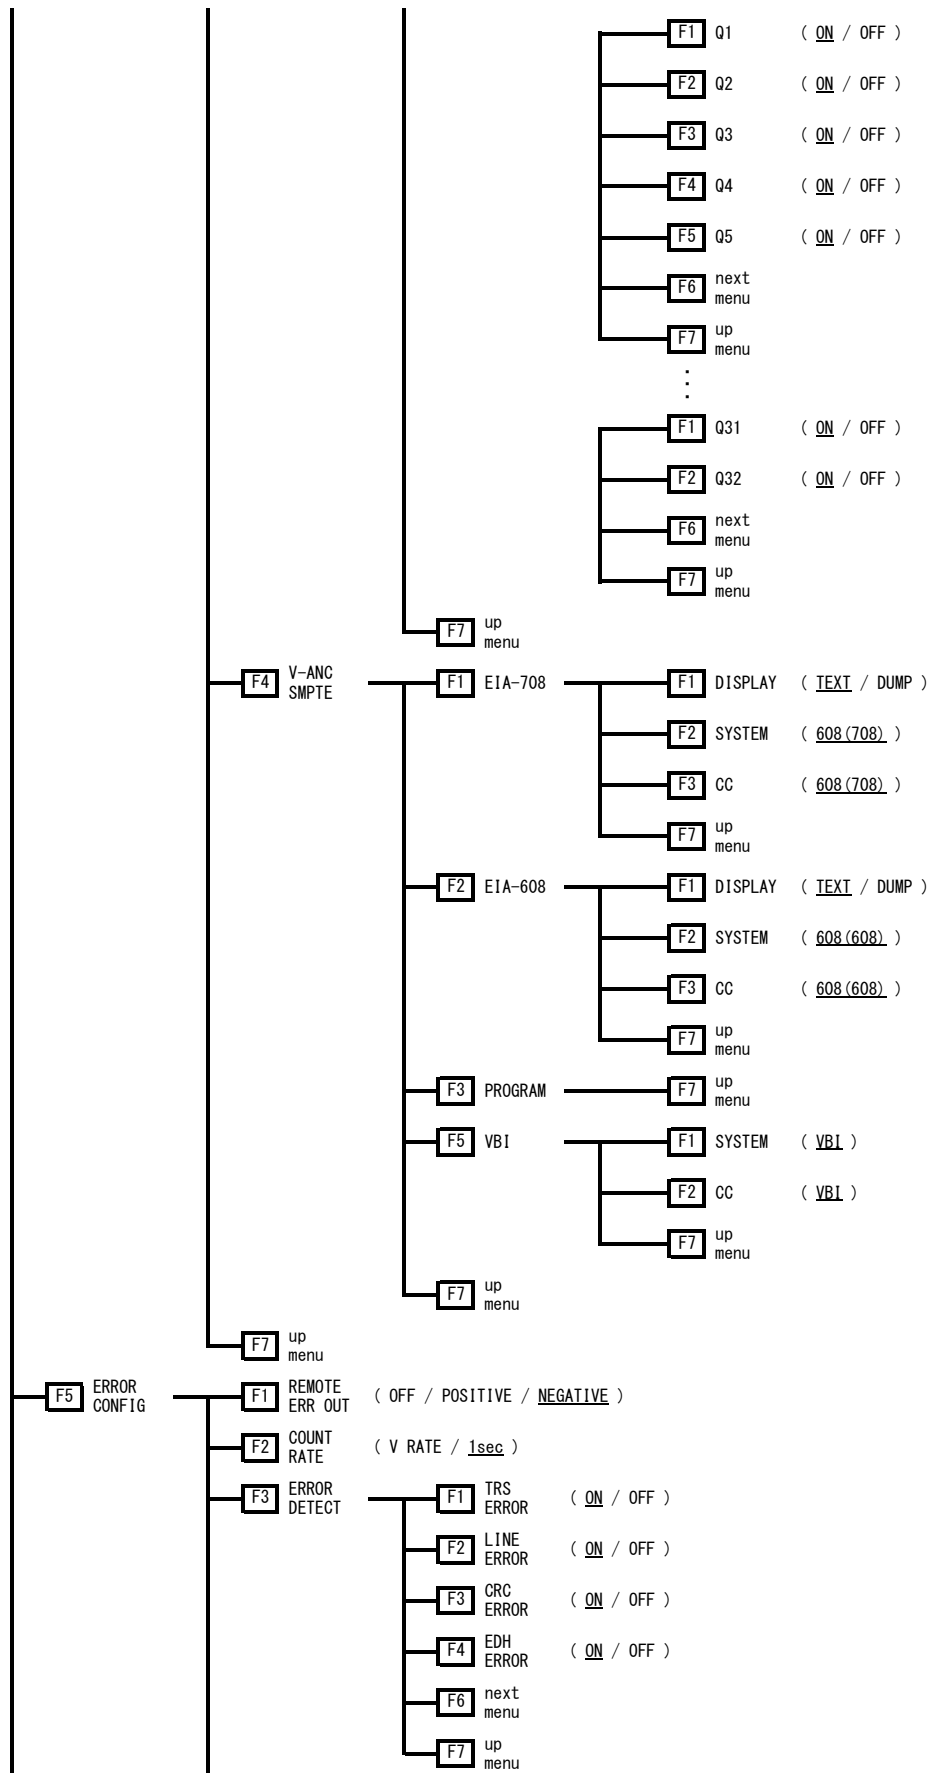 F1 Q1 ( ON / OFF )
F2 Q2 ( ON / OFF )
F3 Q3 ( ON / OFF )
F4 Q4 ( ON / OFF )
F5 Q5 ( ON / OFF )
F6 next
menu
F7 up
menu
F1 Q31 ( ON / OFF )
F2 Q32 ( ON / OFF )
F6 next
menu
F7 up
menu
F7 up
menu
F4 V-ANC
SMPTE
F1 EIA-708
F1 DISPLAY ( TEXT / DUMP )
F2 SYSTEM ( 608(708) )
F3 CC ( 608(708) )
F7 up
menu
F2 EIA-608
F1 DISPLAY ( TEXT / DUMP )
F2 SYSTEM ( 608(608) )
F3 CC ( 608(608) )
F7 up
menu
F3 PROGRAM
F7 up
menu
F5 VBI
F1 SYSTEM ( VBI )
F2 CC ( VBI )
F7 up
menu
F7 up
menu
F7 up
menu
F5 ERROR
CONFIG
F1 REMOTE
ERR OUT ( OFF / POSITIVE / NEGATIVE )
F2 COUNT
RATE ( V RATE / 1sec )
F3 ERROR
DETECT
F1 TRS
ERROR ( ON / OFF )
F2 LINE
ERROR ( ON / OFF )
F3 CRC
ERROR ( ON / OFF )
F4 EDH
ERROR ( ON / OFF )
F6 next
menu
F7 up
menu